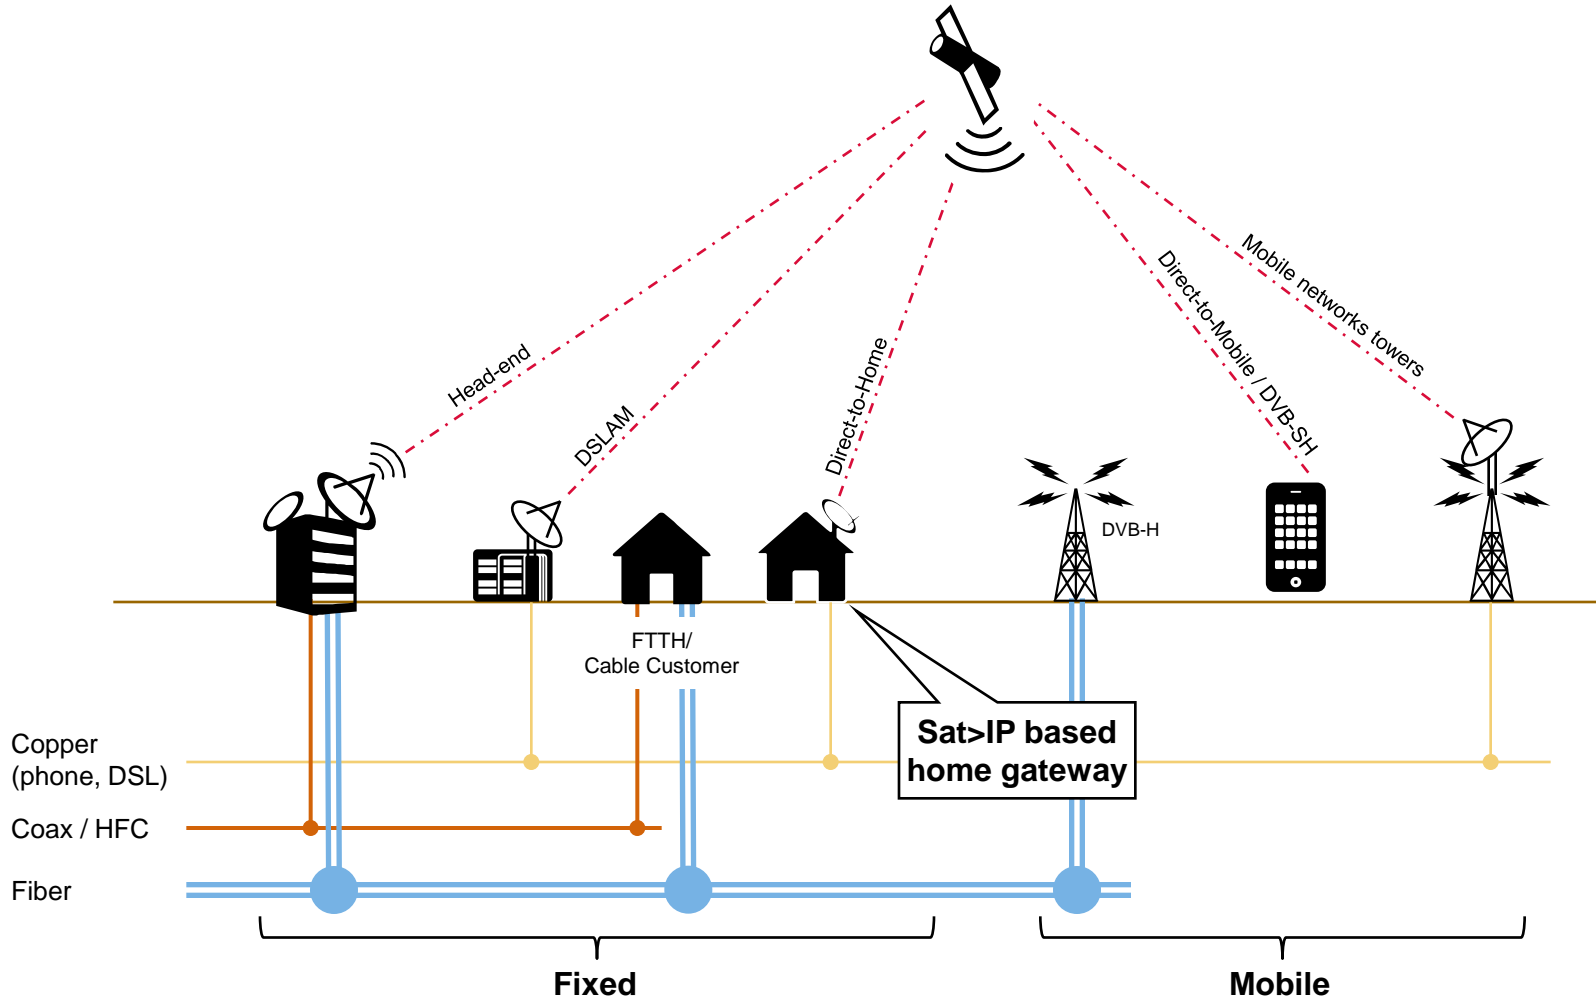 Head-end
DSLAM
Direct-to-Home
Direct-to-Mobile / DVB-SH
Mobile networks towers
DVB-H
FTTH/
Cable Customer
Sat>IP based
home gateway
Copper
(phone, DSL)
Coax / HFC
Fiber
Fixed
Mobile